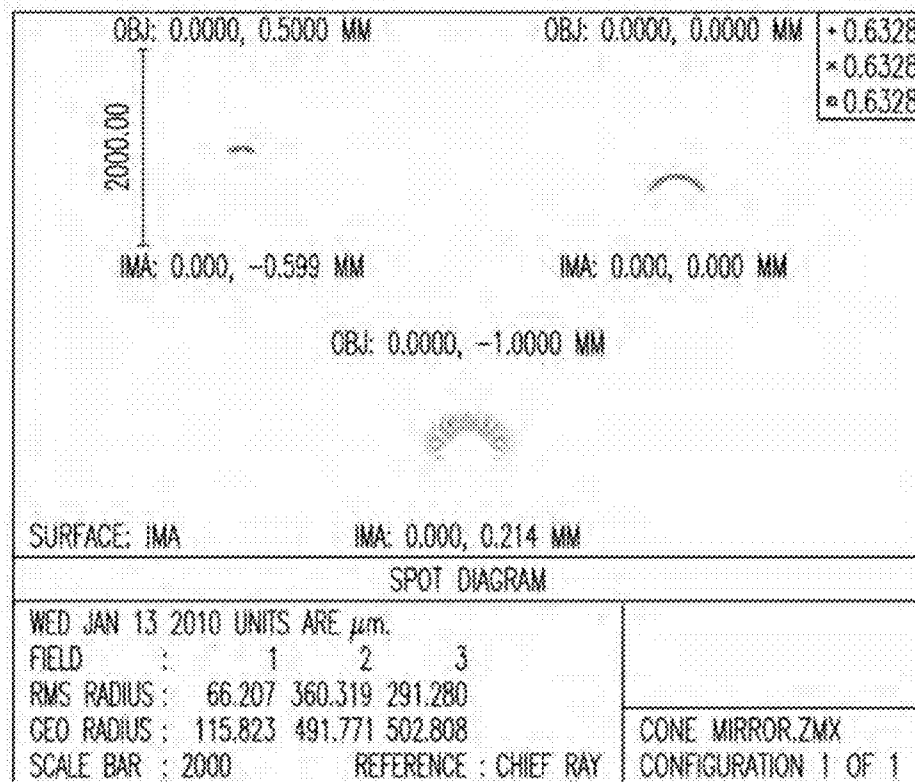 OBJ: 0.0000, 0.5000 MM
OBJ: 0.0000, 0.0000 MM
+ 0.6328
× 0.6328
0.6328
2000.00
IMA: 0.000, -0.599 MM
IMA: 0.000, 0.000 MM
OBJ: 0.0000, -1.0000 MM
SURFACE: IMA
IMA: 0.000, 0.214 MM
SPOT DIAGRAM
WED JAN 13 2010 UNITS ARE µm.
FIELD : 1 2 3
RMS RADIUS : 66.207 360.319 291.280
GEO RADIUS : 115.823 491.771 502.808
SCALE BAR : 2000 REFERENCE : CHIEF RAY
CONE MIRROR.ZMX
CONFIGURATION 1 OF 1